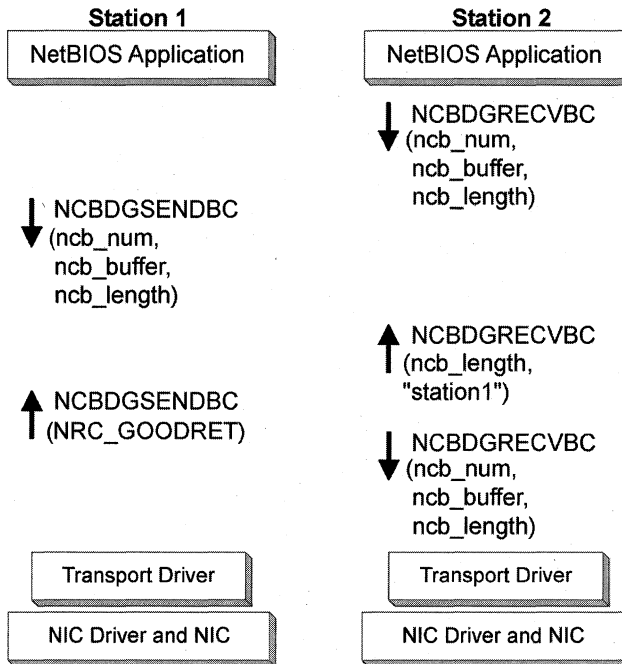 Station 1
NetBIOS Application
NCBDGSENDBC
(ncb_num,
ncb_buffer,
ncb_length)
NCBDGSENDBC
(NRC_GOODRET)
Transport Driver
NIC Driver and NIC
Station 2
NetBIOS Application
NCBDGRECVBC
(ncb_num,
ncb_buffer,
ncb_length)
NCBDGRECVBC
(ncb_length,
"station1")
NCBDGRECVBC
(ncb_num,
ncb_buffer,
ncb_length)
Transport Driver
NIC Driver and NIC